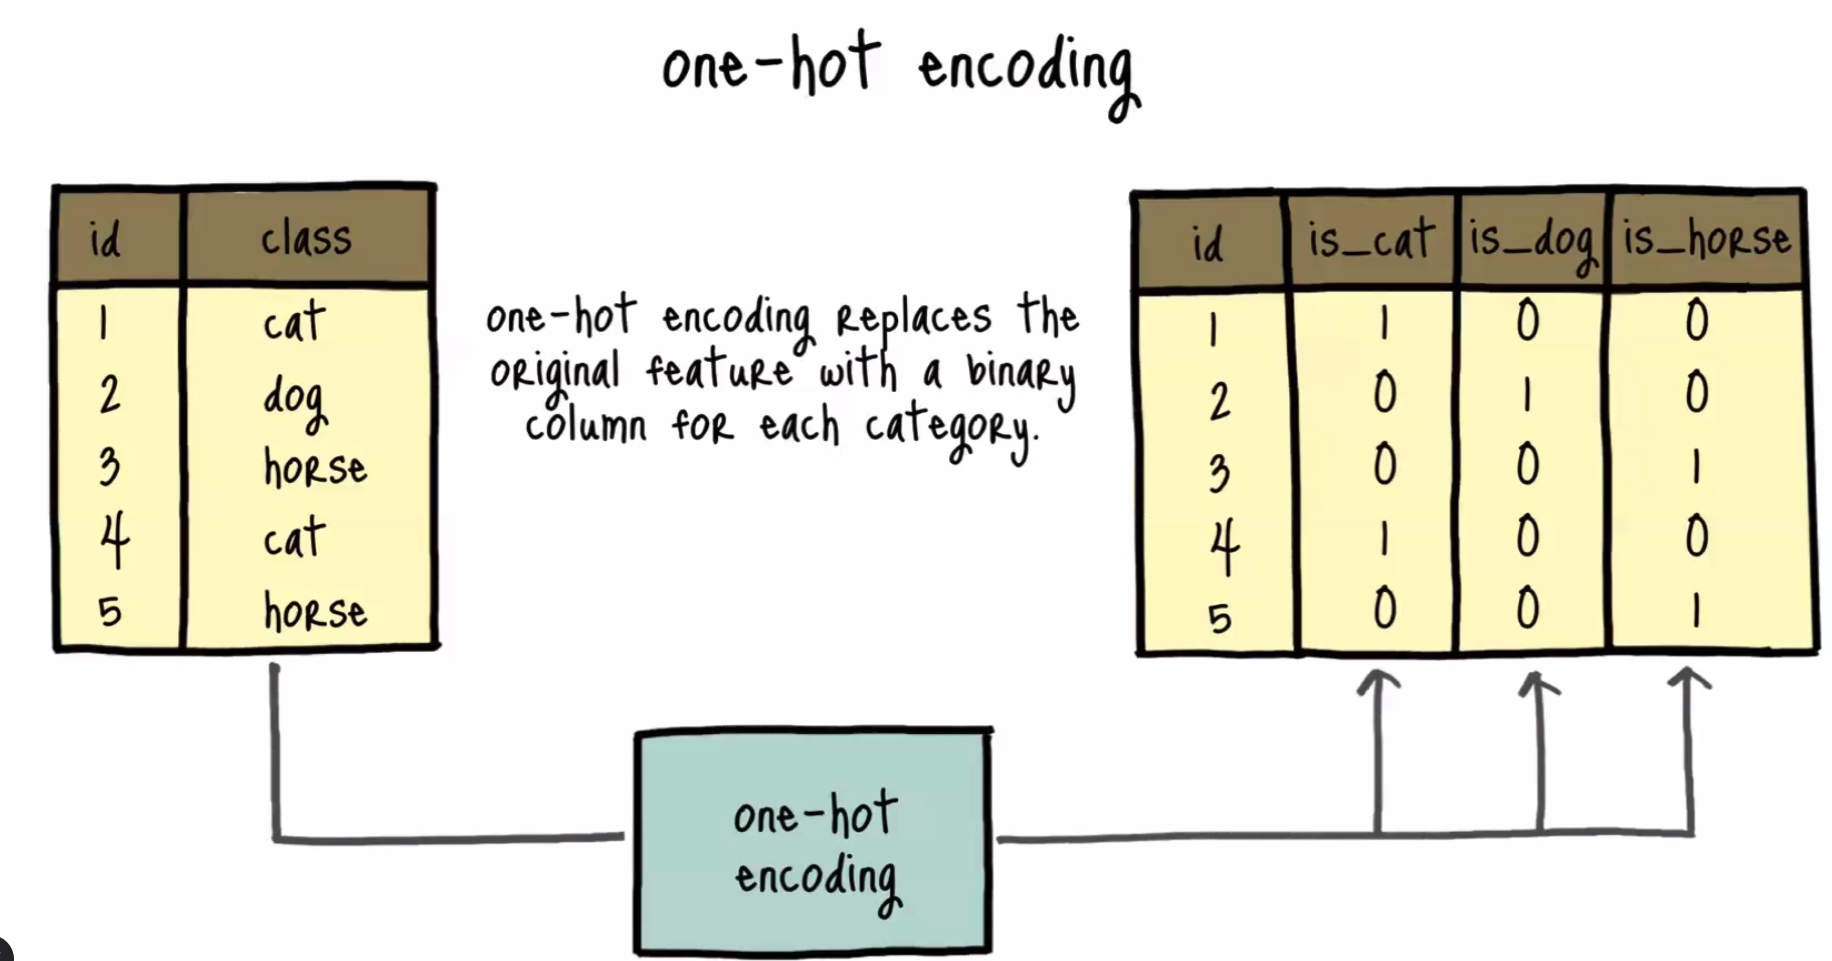 one-hot encoding
id class
1 cat
2 dog
3 horse
4 cat
5 horse
one-hot encoding replaces the
original feature with a binary
column for each category.
id is_cat is_dog is_horse
1 1 0 0
2 0 1 0
3 0 0 1
4 1 0 0
5 0 0 1
one-hot
encoding